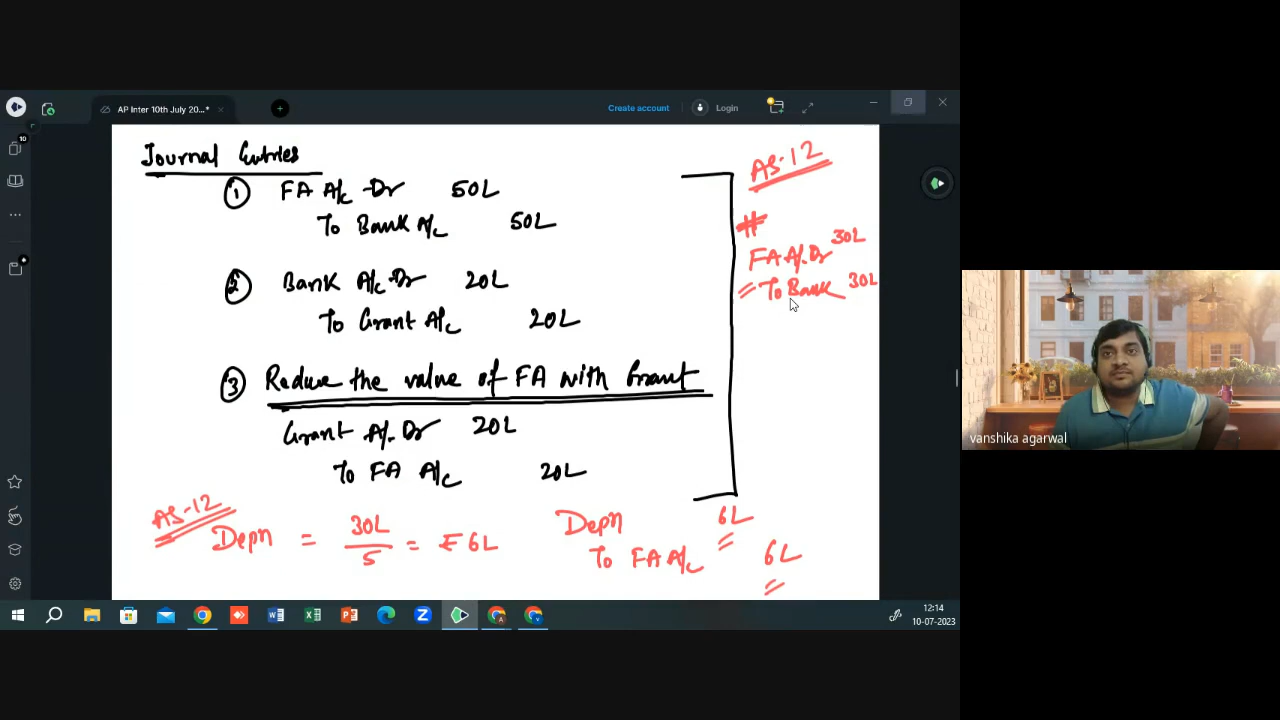 AP Inter 10th July 20...*
Create account
Login
10
Journal Entries
① FA A/c Dr 50L
To Bank A/c 50L
② Bank A/c Dr 20L
To Grant A/c 20L
③ Reduce the value of FA with Grant
Grant A/c. Dr 20L
To FA A/c 20L
AS-12
#
FA A/c. Dr 30L
To Bank 30L
AS-12
Depn = 30L/5 = ₹6L
Depn 6L
To FA A/c 6L
vanshika agarwal
12:14
10-07-2023